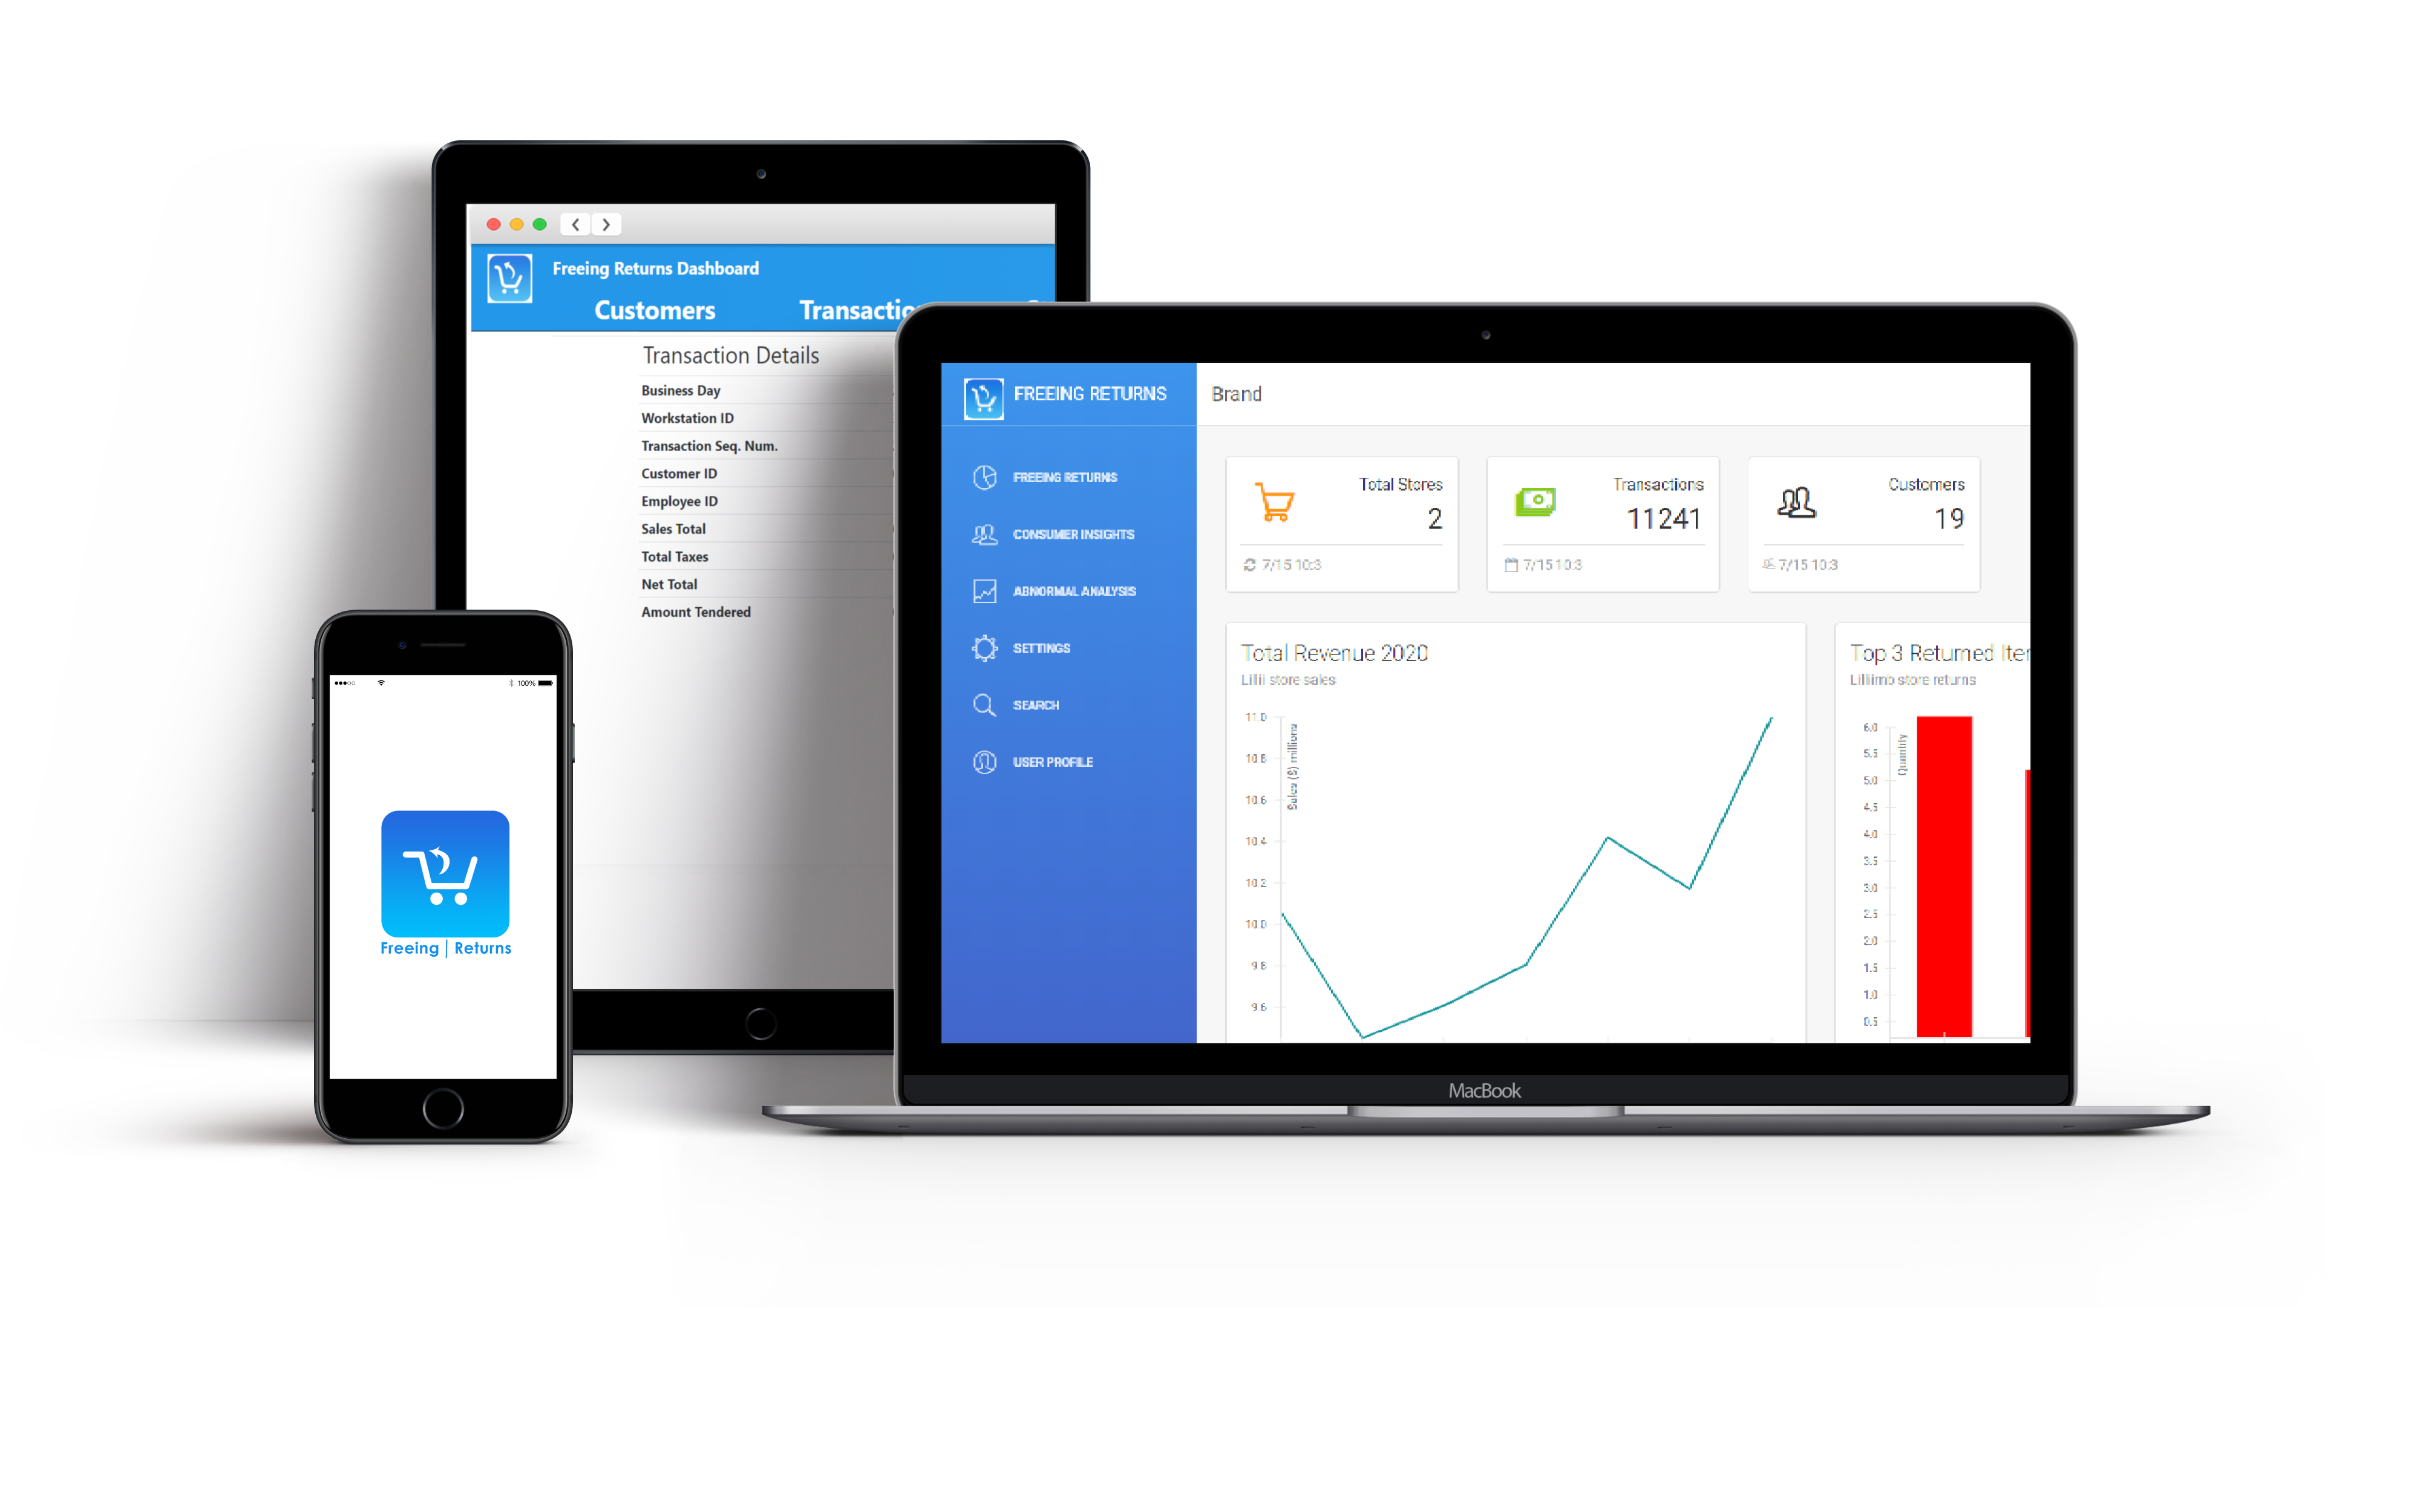 Freeing Returns Dashboard
Customers Transactio
Transaction Details
Business Day
Workstation ID
Transaction Seq. Num.
Customer ID
Employee ID
Sales Total
Total Taxes
Net Total
Amount Tendered
100%
Freeing | Returns
FREEING RETURNS
FREEING RETURNS
CONSUMER INSIGHTS
ABNORMAL ANALYSIS
SETTINGS
SEARCH
USER PROFILE
Brand
Total Stores
2
7/15 10:3
Transactions
11241
7/15 10:3
Customers
19
7/15 10:3
Total Revenue 2020
Lillii store sales
Sales ($) millions
11.0
10.8
10.6
10.4
10.2
10.0
9.8
9.6
Top 3 Returned Iter
Lilliimb store returns
Quantity
6.0
5.5
5.0
4.5
4.0
3.5
3.0
2.5
2.0
1.5
1.0
0.5
MacBook